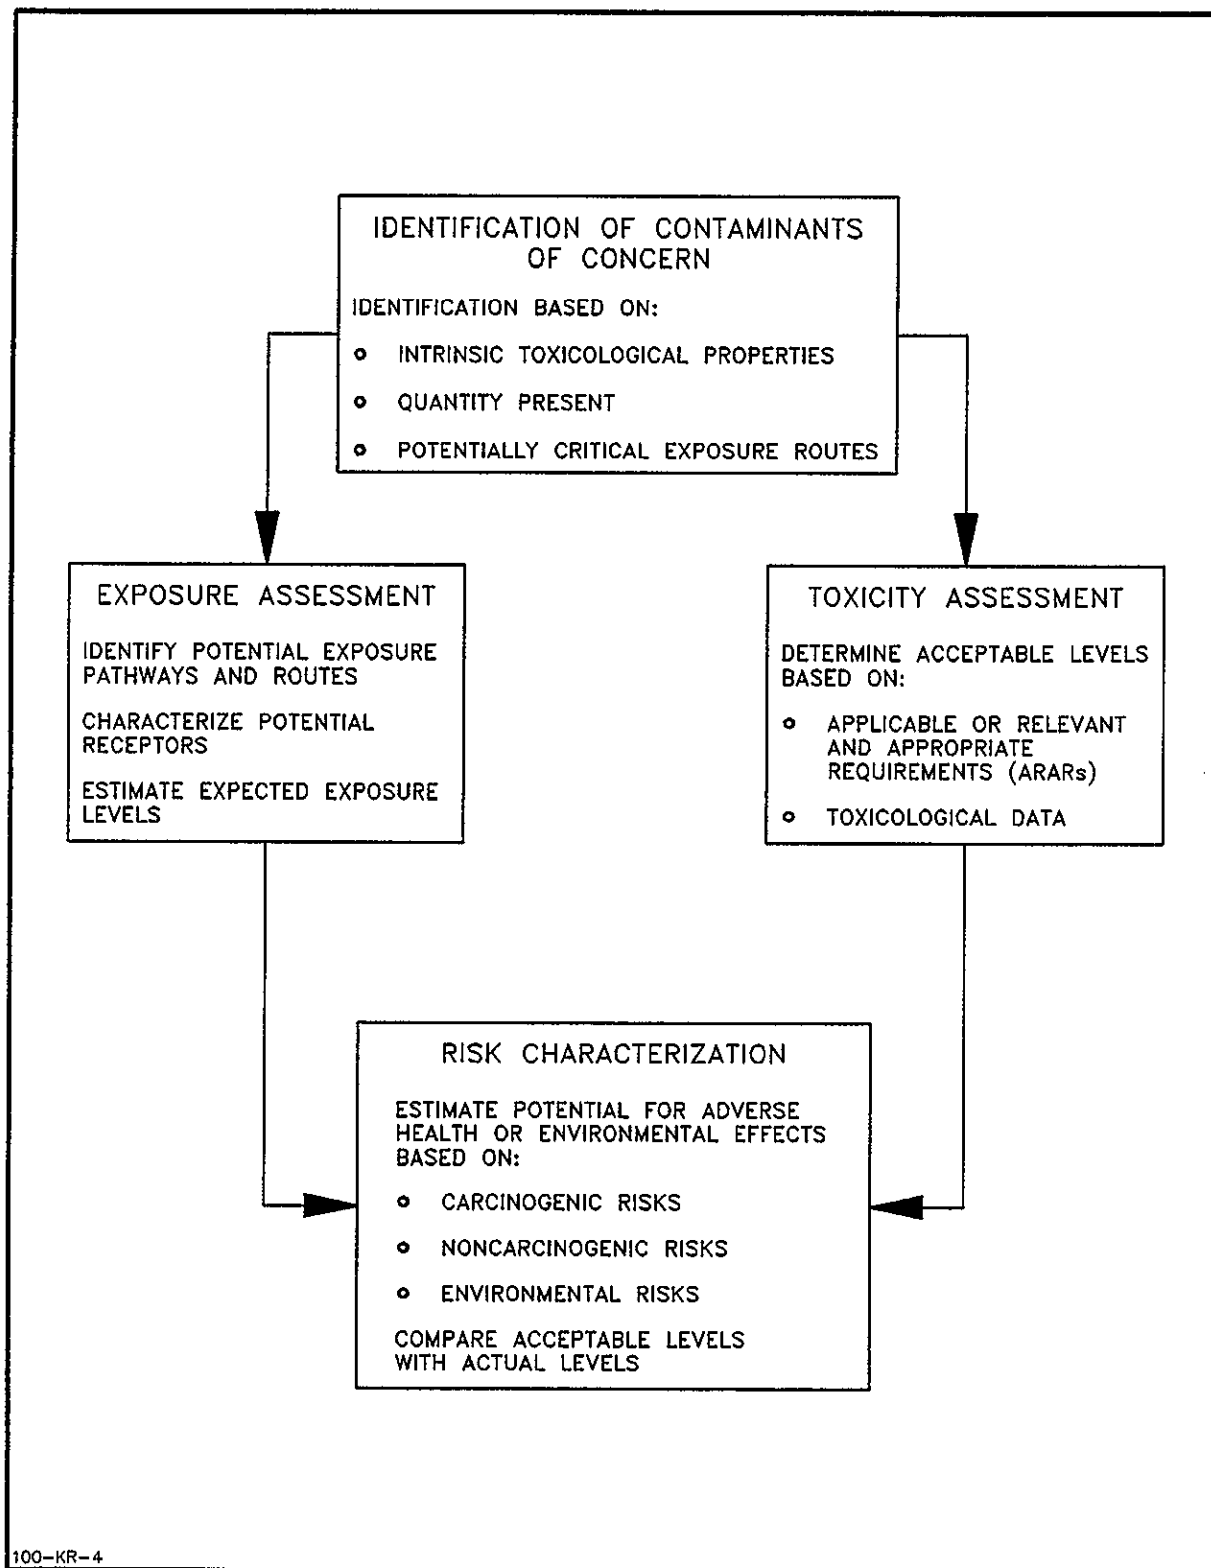 IDENTIFICATION OF CONTAMINANTS
OF CONCERN
IDENTIFICATION BASED ON:
INTRINSIC TOXICOLOGICAL PROPERTIES
QUANTITY PRESENT
POTENTIALLY CRITICAL EXPOSURE ROUTES
EXPOSURE ASSESSMENT
IDENTIFY POTENTIAL EXPOSURE
PATHWAYS AND ROUTES
CHARACTERIZE POTENTIAL
RECEPTORS
ESTIMATE EXPECTED EXPOSURE
LEVELS
TOXICITY ASSESSMENT
DETERMINE ACCEPTABLE LEVELS
BASED ON:
APPLICABLE OR RELEVANT
AND APPROPRIATE
REQUIREMENTS (ARARs)
TOXICOLOGICAL DATA
RISK CHARACTERIZATION
ESTIMATE POTENTIAL FOR ADVERSE
HEALTH OR ENVIRONMENTAL EFFECTS
BASED ON:
CARCINOGENIC RISKS
NONCARCINOGENIC RISKS
ENVIRONMENTAL RISKS
COMPARE ACCEPTABLE LEVELS
WITH ACTUAL LEVELS
100-KR-4